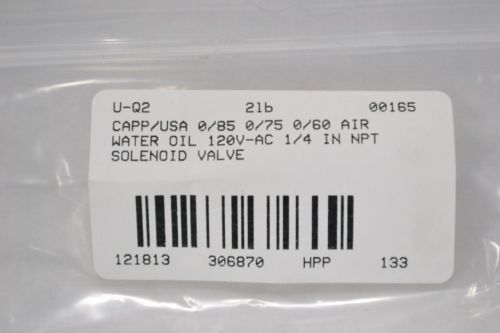 U-Q2 2lb 00165
CAPP/USA 0/85 0/75 0/60 AIR
WATER OIL 120V-AC 1/4 IN NPT
SOLENOID VALVE
121813 306870 HPP 133